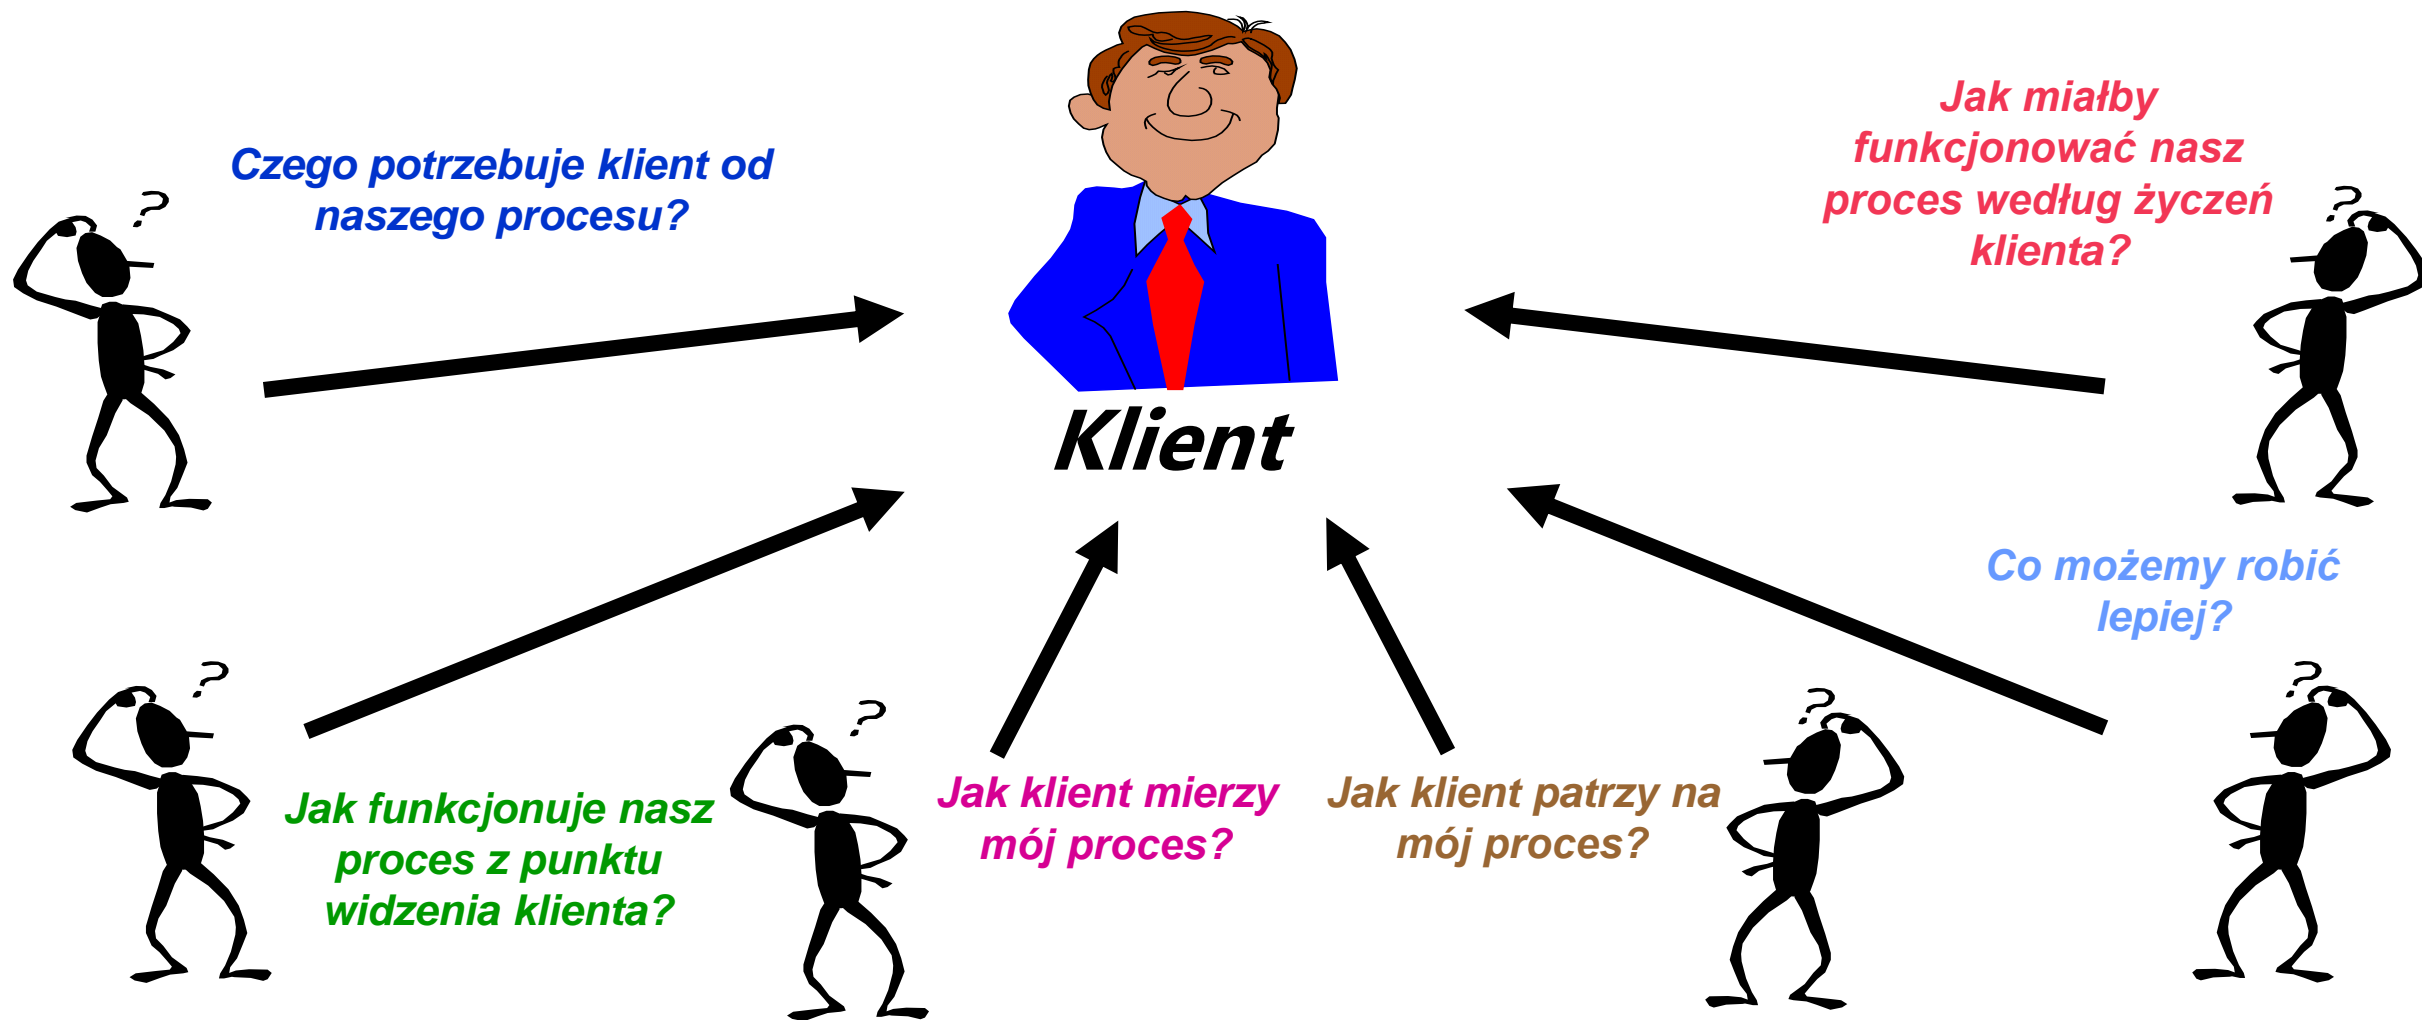 Czego potrzebuje klient od
naszego procesu?
Jak miałby
funkcjonować nasz
proces według życzeń
klienta?
?
?
Klient
Co możemy robić
lepiej?
?
?
?
?
Jak funkcjonuje nasz
proces z punktu
widzenia klienta?
Jak klient mierzy
mój proces?
Jak klient patrzy na
mój proces?